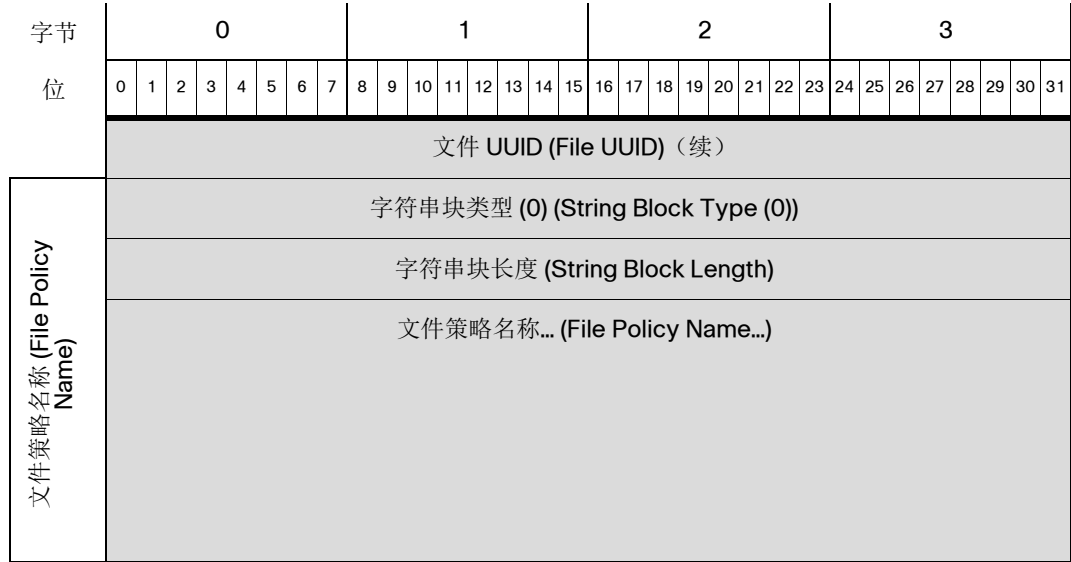 字节 0 1 2 3
位 0 1 2 3 4 5 6 7 8 9 10 11 12 13 14 15 16 17 18 19 20 21 22 23 24 25 26 27 28 29 30 31
文件 UUID (File UUID)（续）
文件策略名称 (File Policy
Name)
字符串块类型 (0) (String Block Type (0))
字符串块长度 (String Block Length)
文件策略名称... (File Policy Name...)